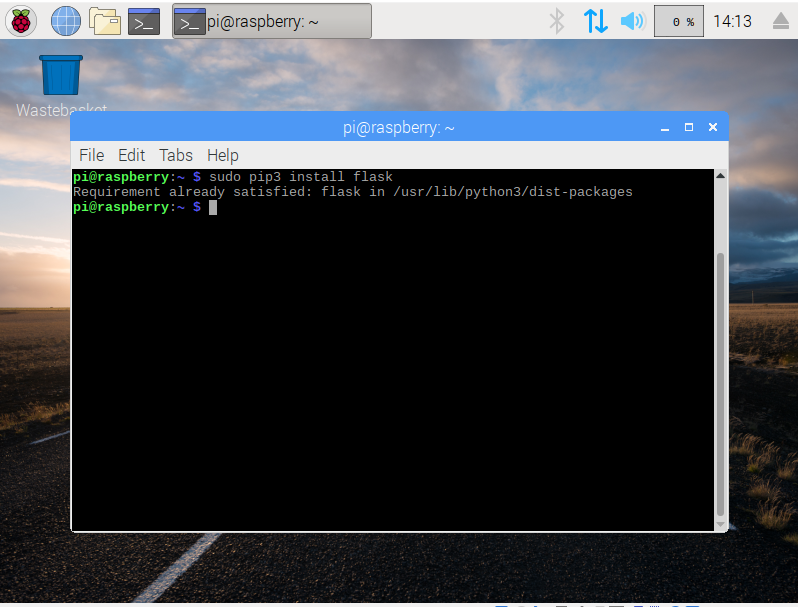 pi@raspberry: ~
0 %
14:13
Wastebasket
pi@raspberry: ~
File Edit Tabs Help
pi@raspberry:~ $ sudo pip3 install flask
Requirement already satisfied: flask in /usr/lib/python3/dist-packages
pi@raspberry:~ $